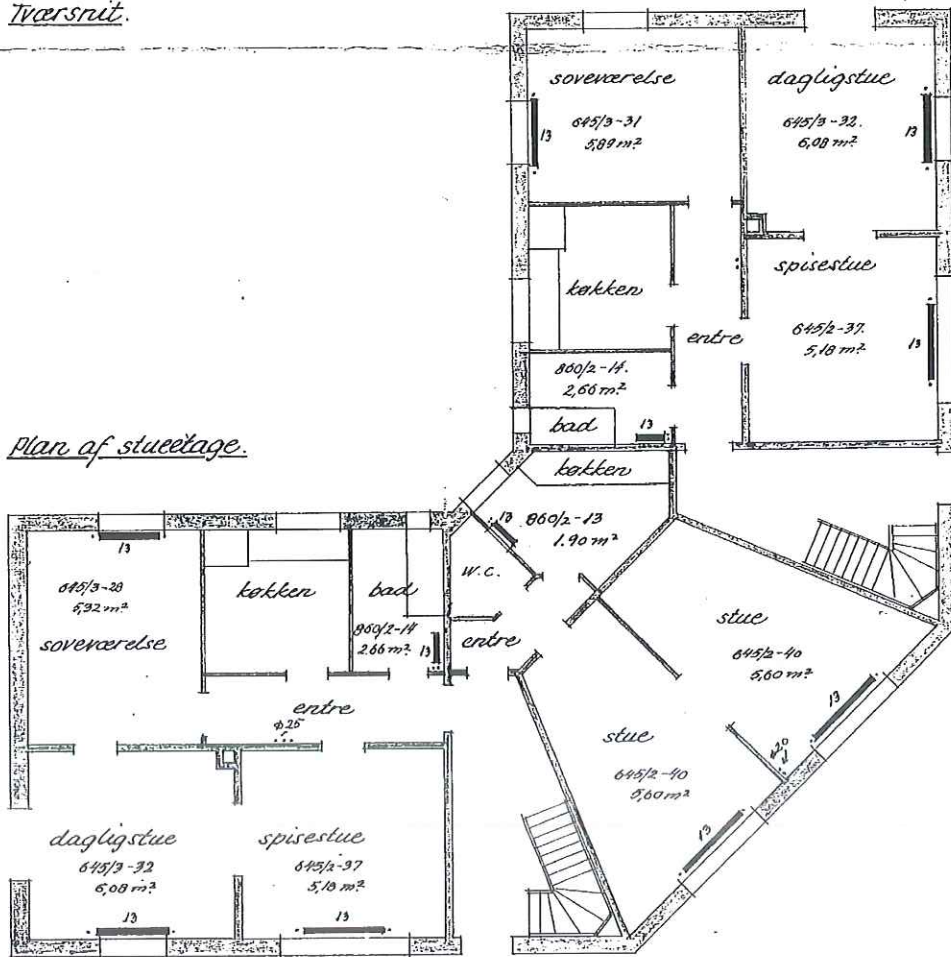 Tværsnit.
soveværelse
645/3-31
5,89 m²
13
dagligstue
645/3-32.
6,08 m²
13
køkken
entre
spisestue
645/2-37.
5,18 m²
13
860/2-14.
2,66 m²
bad
13
Plan af stueetage.
køkken
13
860/2-13
1.90 m²
w.c.
entre
13
645/3-28
5,32 m²
soveværelse
køkken
bad
860/2-14
2,66 m²
13
entre
ø25
stue
645/2-40
5,60 m²
13
stue
645/2-40
5,60 m²
ø20
13
dagligstue
645/3-32
6,08 m²
13
spisestue
645/2-37
5,18 m²
13